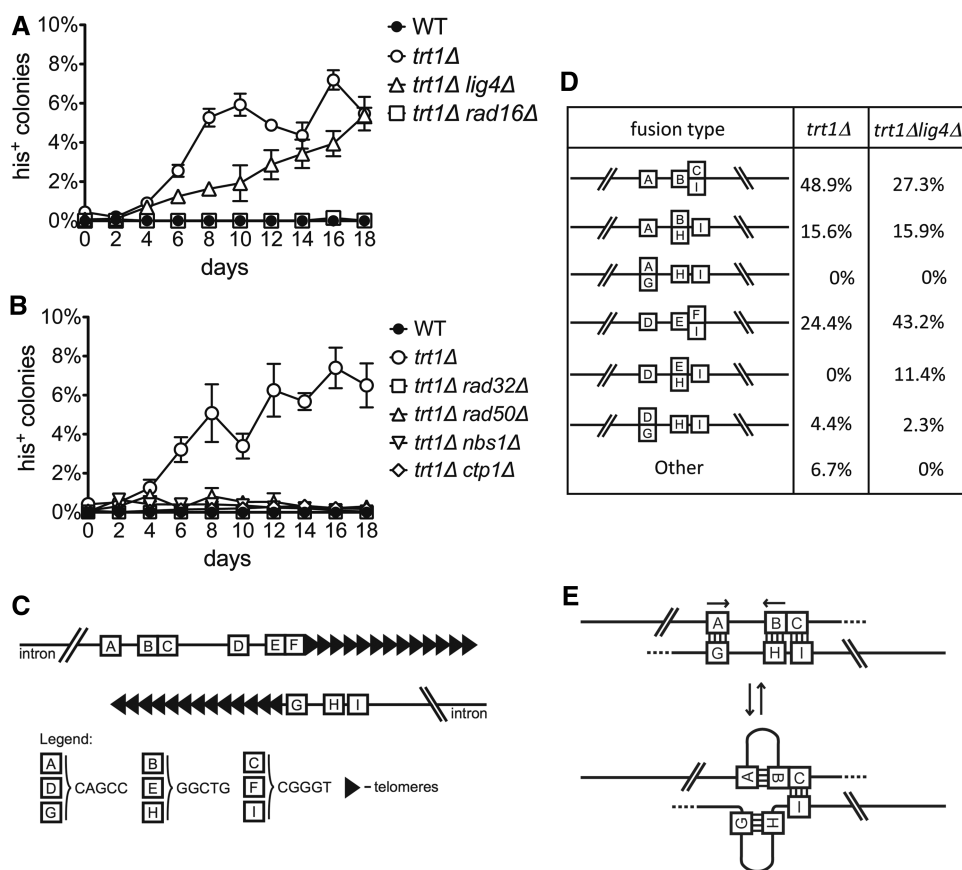 A
10%
8%
6%
4%
2%
0%
his+ colonies
0 2 4 6 8 10 12 14 16 18
days
WT
trt1Δ
trt1Δ lig4Δ
trt1Δ rad16Δ
B
10%
8%
6%
4%
2%
0%
his+ colonies
0 2 4 6 8 10 12 14 16 18
days
WT
trt1Δ
trt1Δ rad32Δ
trt1Δ rad50Δ
trt1Δ nbs1Δ
trt1Δ ctp1Δ
C
intron A B C D E F
G H I intron
Legend:
A D G CAGCC
B E H GGCTG
C F I CGGGT
– telomeres
D
fusion type trt1Δ trt1Δlig4Δ
A B C I 48.9% 27.3%
A B H I 15.6% 15.9%
A G H I 0% 0%
D E F I 24.4% 43.2%
D E H I 0% 11.4%
D G H I 4.4% 2.3%
Other 6.7% 0%
E
A B C
G H I
A B C
G H I